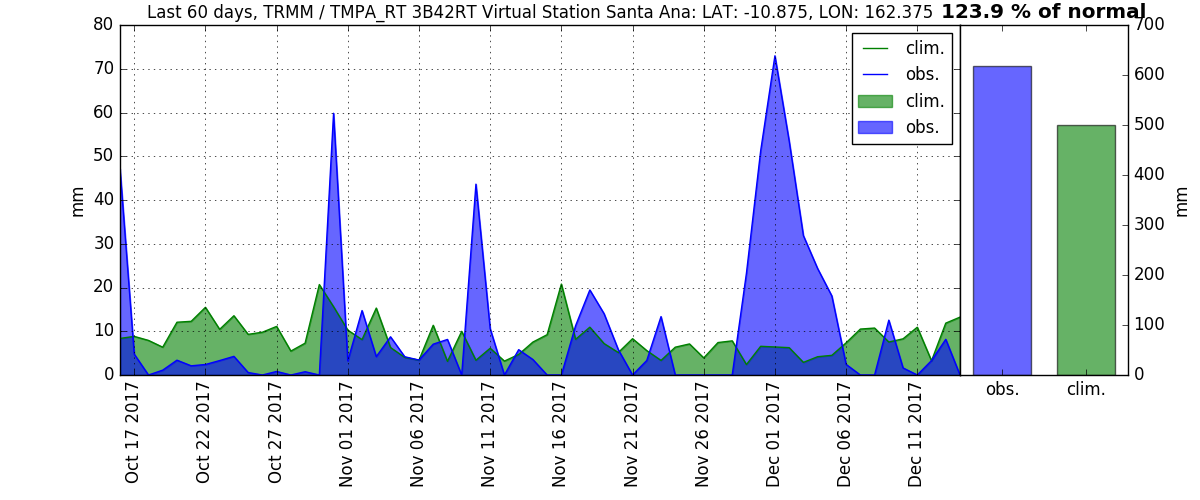 Last 60 days, TRMM / TMPA_RT 3B42RT Virtual Station Santa Ana: LAT: -10.875, LON: 162.375 123.9 % of normal
80
70
60
50
40
30
20
10
0
mm
clim.
obs.
clim.
obs.
700
600
500
400
300
200
100
0
mm
obs.
clim.
Oct 17 2017
Oct 22 2017
Oct 27 2017
Nov 01 2017
Nov 06 2017
Nov 11 2017
Nov 16 2017
Nov 21 2017
Nov 26 2017
Dec 01 2017
Dec 06 2017
Dec 11 2017